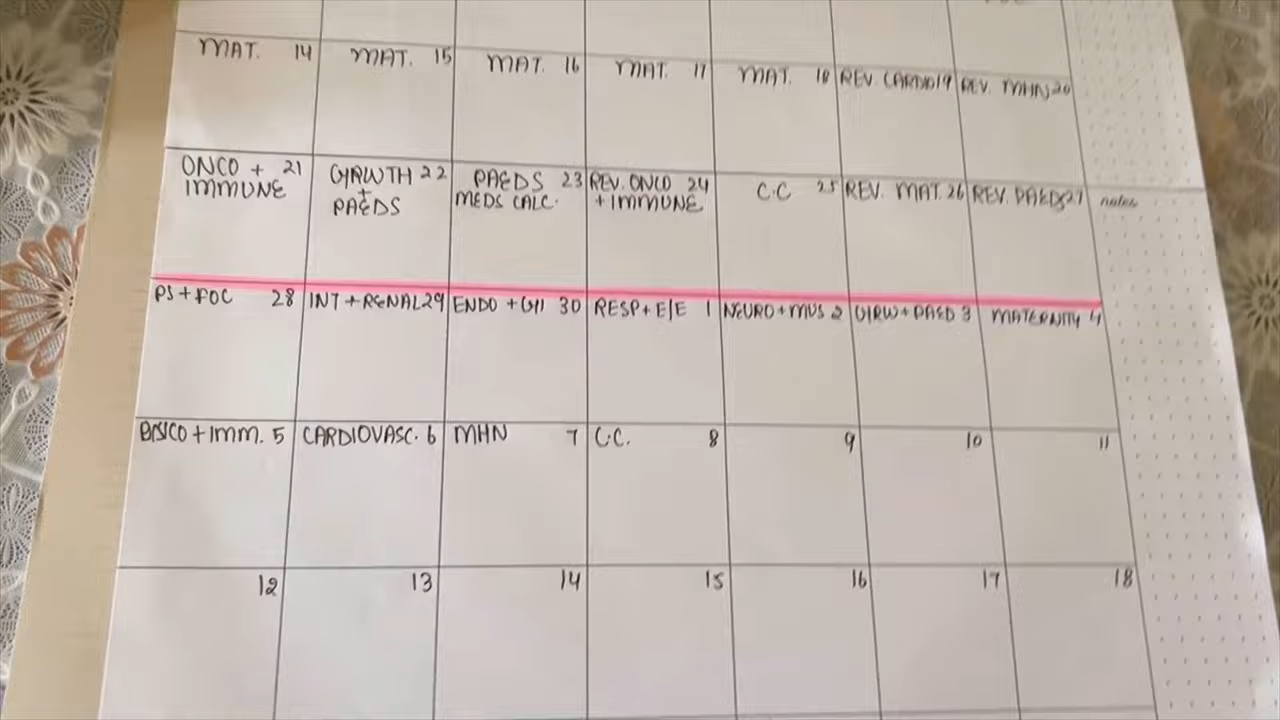 MAT. 14
MAT. 15
MAT. 16
MAT. 17
MAT. 18
REV. CARDIO 19
REV. MHN 20
ONCO + 21
IMMUNE
GRWTH 22
+
PAEDS
PAEDS 23
MEDS CALC.
REV. ONCO 24
+ IMMUNE
C.C 25
REV. MAT. 26
REV. PAEDS 27
notes
PS + FOC 28
INT + RENAL 29
ENDO + GI 30
RESP + E/E 1
NEURO + MUS 2
GRW + PAED 3
MATERNITY 4
+ IMM. 5
CARDIOVASC. 6
MHN 7
C.C. 8
9
10
11
12
13
14
15
16
17
18